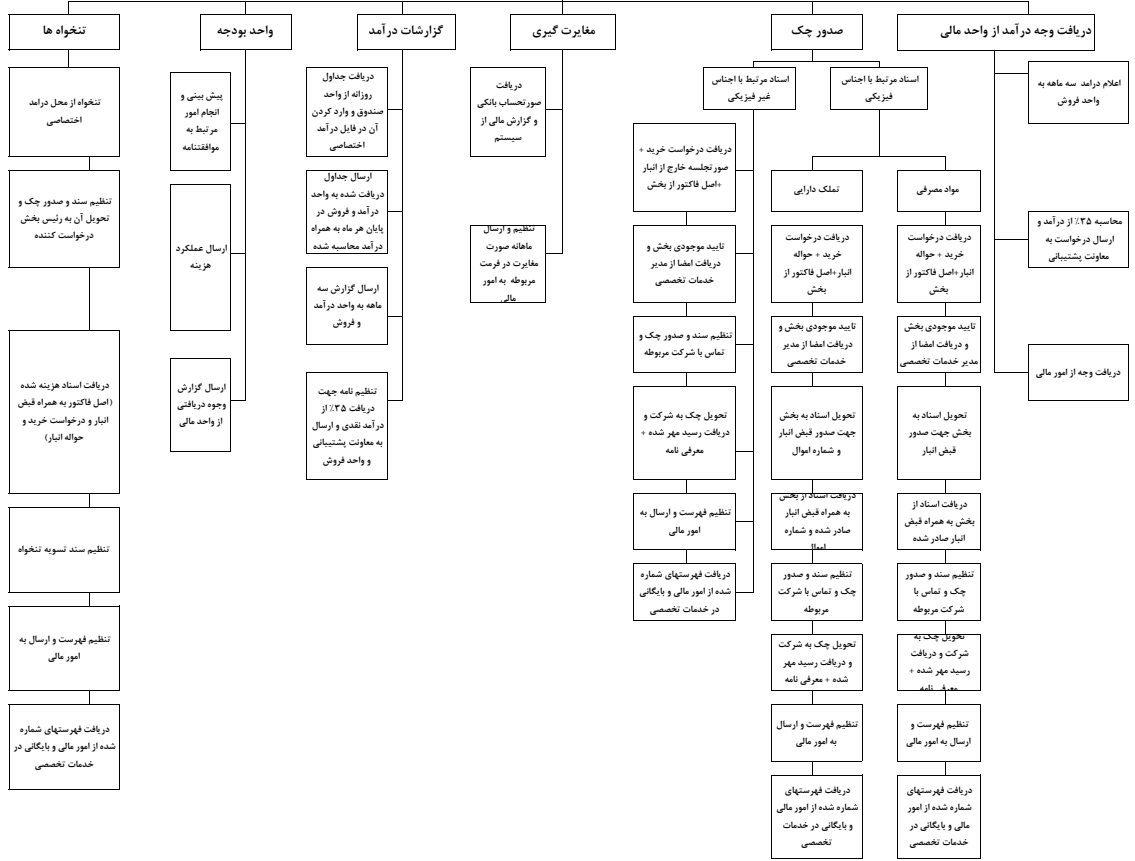 دریافت وجه درآمد از واحد مالی
اعلام درامد سه ماهه به
واحد فروش
محاسبه ۳۵٪ از درآمد و
ارسال درخواست به
معاونت پشتیبانی
دریافت وجه از امور مالی
صدور چک
اسناد مرتبط با اجناس
فیزیکی
مواد مصرفی
دریافت درخواست
خرید + حواله
انبار+اصل فاکتور از
بخش
تایید موجودی بخش
و دریافت امضا از
مدیر خدمات تخصصی
تحویل اسناد به
بخش جهت صدور
قبض انبار
دریافت اسناد از
بخش به همراه قبض
انبار صادر شده
تنظیم سند و صدور
چک و تماس با
شرکت مربوطه
تحویل چک به
شرکت و دریافت
رسید مهر شده +
معرفی نامه
تنظیم فهرست و
ارسال به امور مالی
دریافت فهرستهای
شماره شده از امور
مالی و بایگانی در
خدمات تخصصی
تملک دارایی
دریافت درخواست
خرید + حواله
انبار+اصل فاکتور از
بخش
تایید موجودی بخش و
دریافت امضا از مدیر
خدمات تخصصی
تحویل اسناد به بخش
جهت صدور قبض انبار
و شماره اموال
دریافت اسناد از بخش
به همراه قبض انبار
صادر شده و شماره
اموال
تنظیم سند و صدور
چک و تماس با شرکت
مربوطه
تحویل چک به شرکت
و دریافت رسید مهر
شده + معرفی نامه
تنظیم فهرست و ارسال
به امور مالی
دریافت فهرستهای
شماره شده از امور مالی
و بایگانی در خدمات
تخصصی
اسناد مرتبط با اجناس
غیر فیزیکی
دریافت درخواست خرید +
صورتجلسه خارج از انبار
+اصل فاکتور از بخش
تایید موجودی بخش و
دریافت امضا از مدیر
خدمات تخصصی
تنظیم سند و صدور چک و
تماس با شرکت مربوطه
تحویل چک به شرکت و
دریافت رسید مهر شده +
معرفی نامه
تنظیم فهرست و ارسال به
امور مالی
دریافت فهرستهای شماره
شده از امور مالی و بایگانی
در خدمات تخصصی
مغایرت گیری
دریافت
صورتحساب بانکی
و گزارش مالی از
سیستم
تنظیم و ارسال
ماهانه صورت
مغایرت در فرمت
مربوطه به امور
مالی
گزارشات درآمد
دریافت جداول
روزانه از واحد
صندوق و وارد کردن
آن در فایل درآمد
اختصاصی
ارسال جداول
دریافت شده به واحد
درآمد و فروش در
پایان هر ماه به همراه
درآمد محاسبه شده
ارسال گزارش سه
ماهه به واحد درآمد
و فروش
تنظیم نامه جهت
دریافت ۳۵٪ از
درآمد نقدی و ارسال
به معاونت پشتیبانی
و واحد فروش
واحد بودجه
پیش بینی و
انجام امور
مرتبط به
موافقتنامه
ارسال عملکرد
هزینه
ارسال گزارش
وجوه دریافتی
از واحد مالی
تنخواه ها
تنخواه از محل درامد
اختصاصی
تنظیم سند و صدور چک و
تحویل آن به رئیس بخش
درخواست کننده
دریافت اسناد هزینه شده
(اصل فاکتور به همراه قبض
انبار و درخواست خرید و
حواله انبار)
تنظیم سند تسویه تنخواه
تنظیم فهرست و ارسال به
امور مالی
دریافت فهرستهای شماره
شده از امور مالی و بایگانی در
خدمات تخصصی